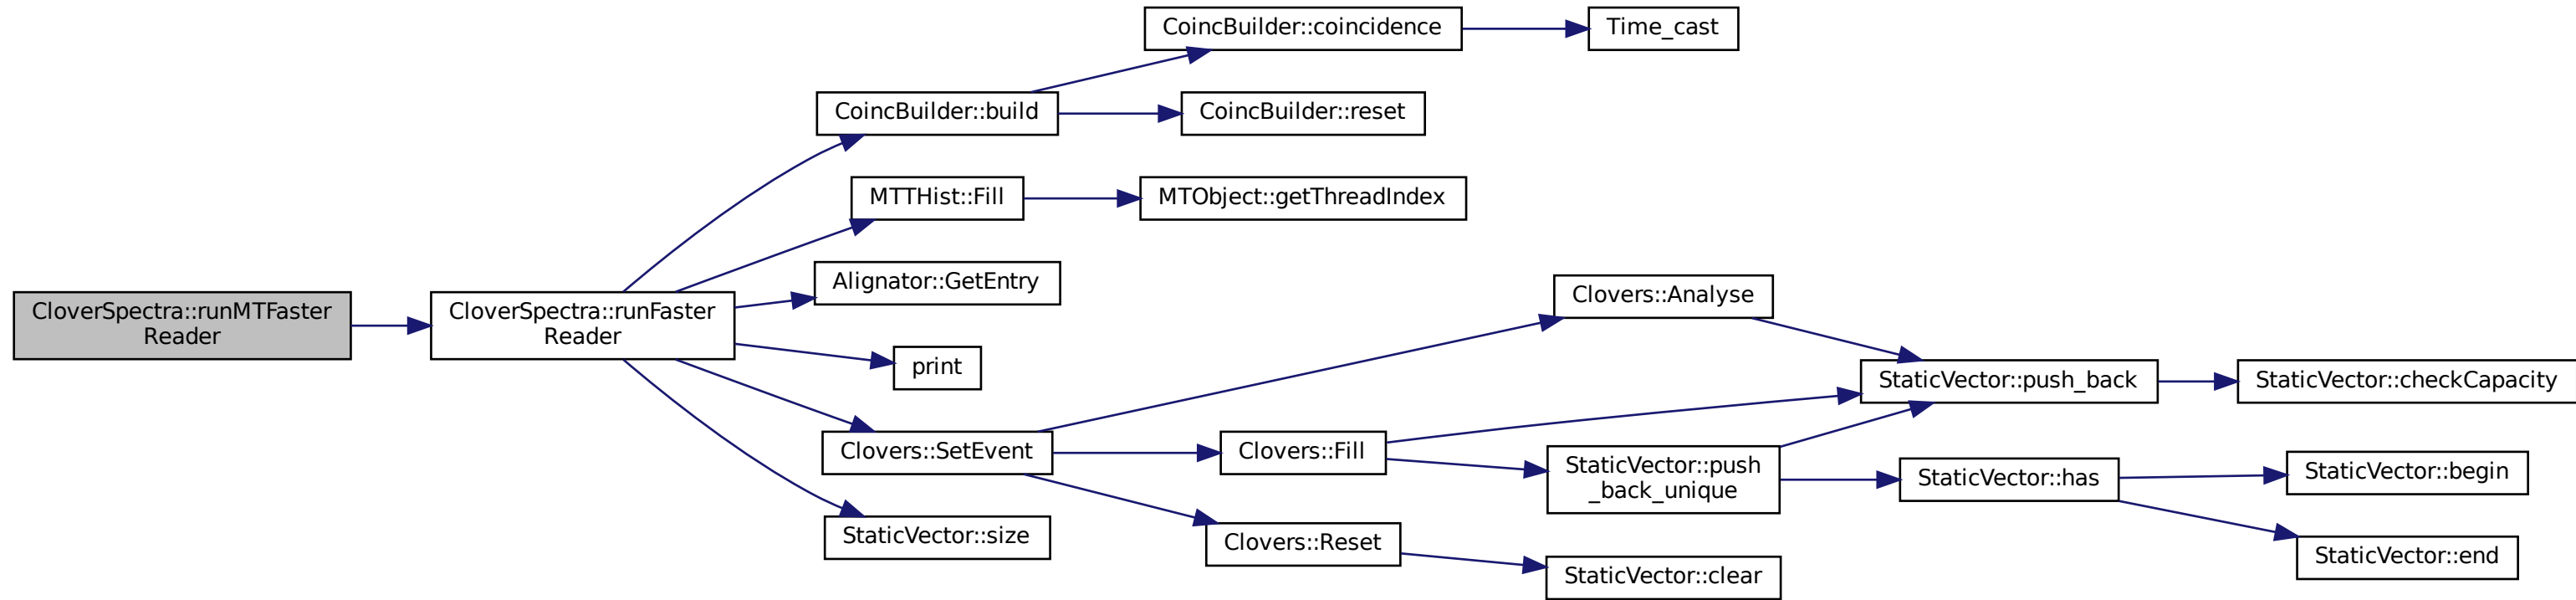 CoincBuilder::coincidence
Time_cast
CoincBuilder::build
CoincBuilder::reset
MTTHist::Fill
MTObject::getThreadIndex
Alignator::GetEntry
CloverSpectra::runMTFaster
Reader
CloverSpectra::runFaster
Reader
print
Clovers::Analyse
StaticVector::push_back
StaticVector::checkCapacity
Clovers::SetEvent
Clovers::Fill
StaticVector::push
_back_unique
StaticVector::has
StaticVector::begin
StaticVector::size
Clovers::Reset
StaticVector::end
StaticVector::clear